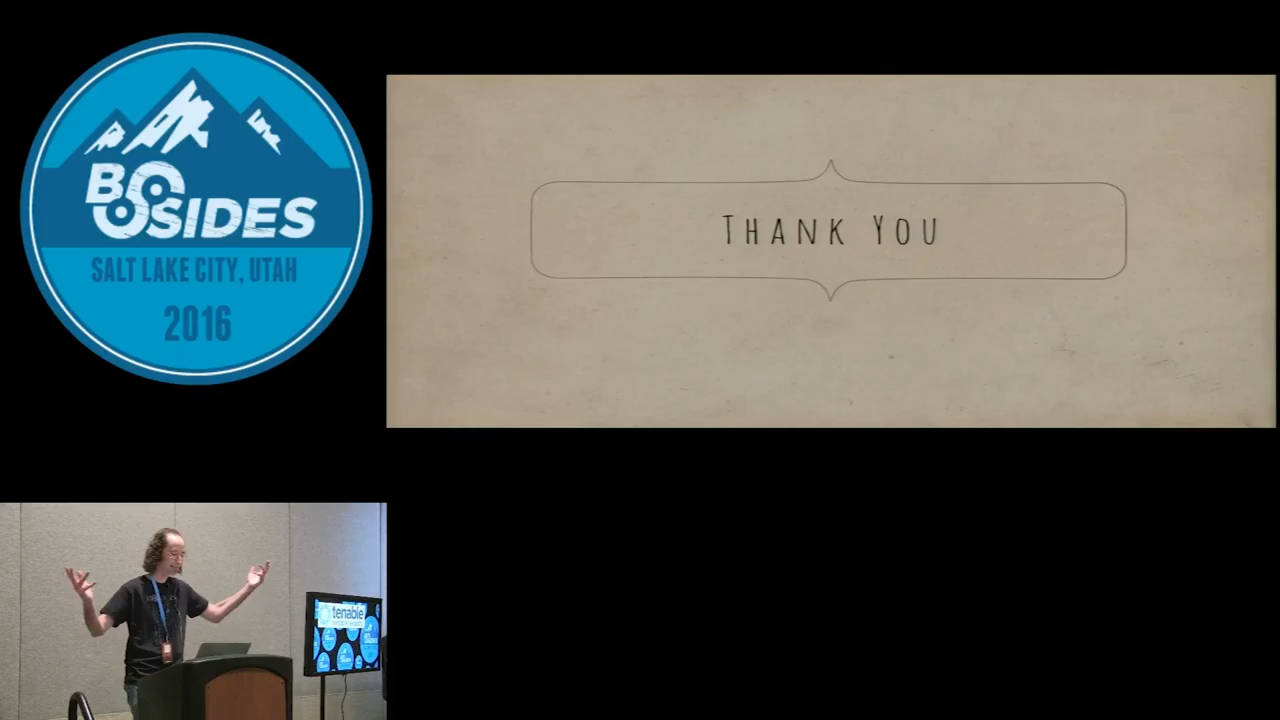 BSIDES
SALT LAKE CITY, UTAH
2016
THANK YOU
tenable